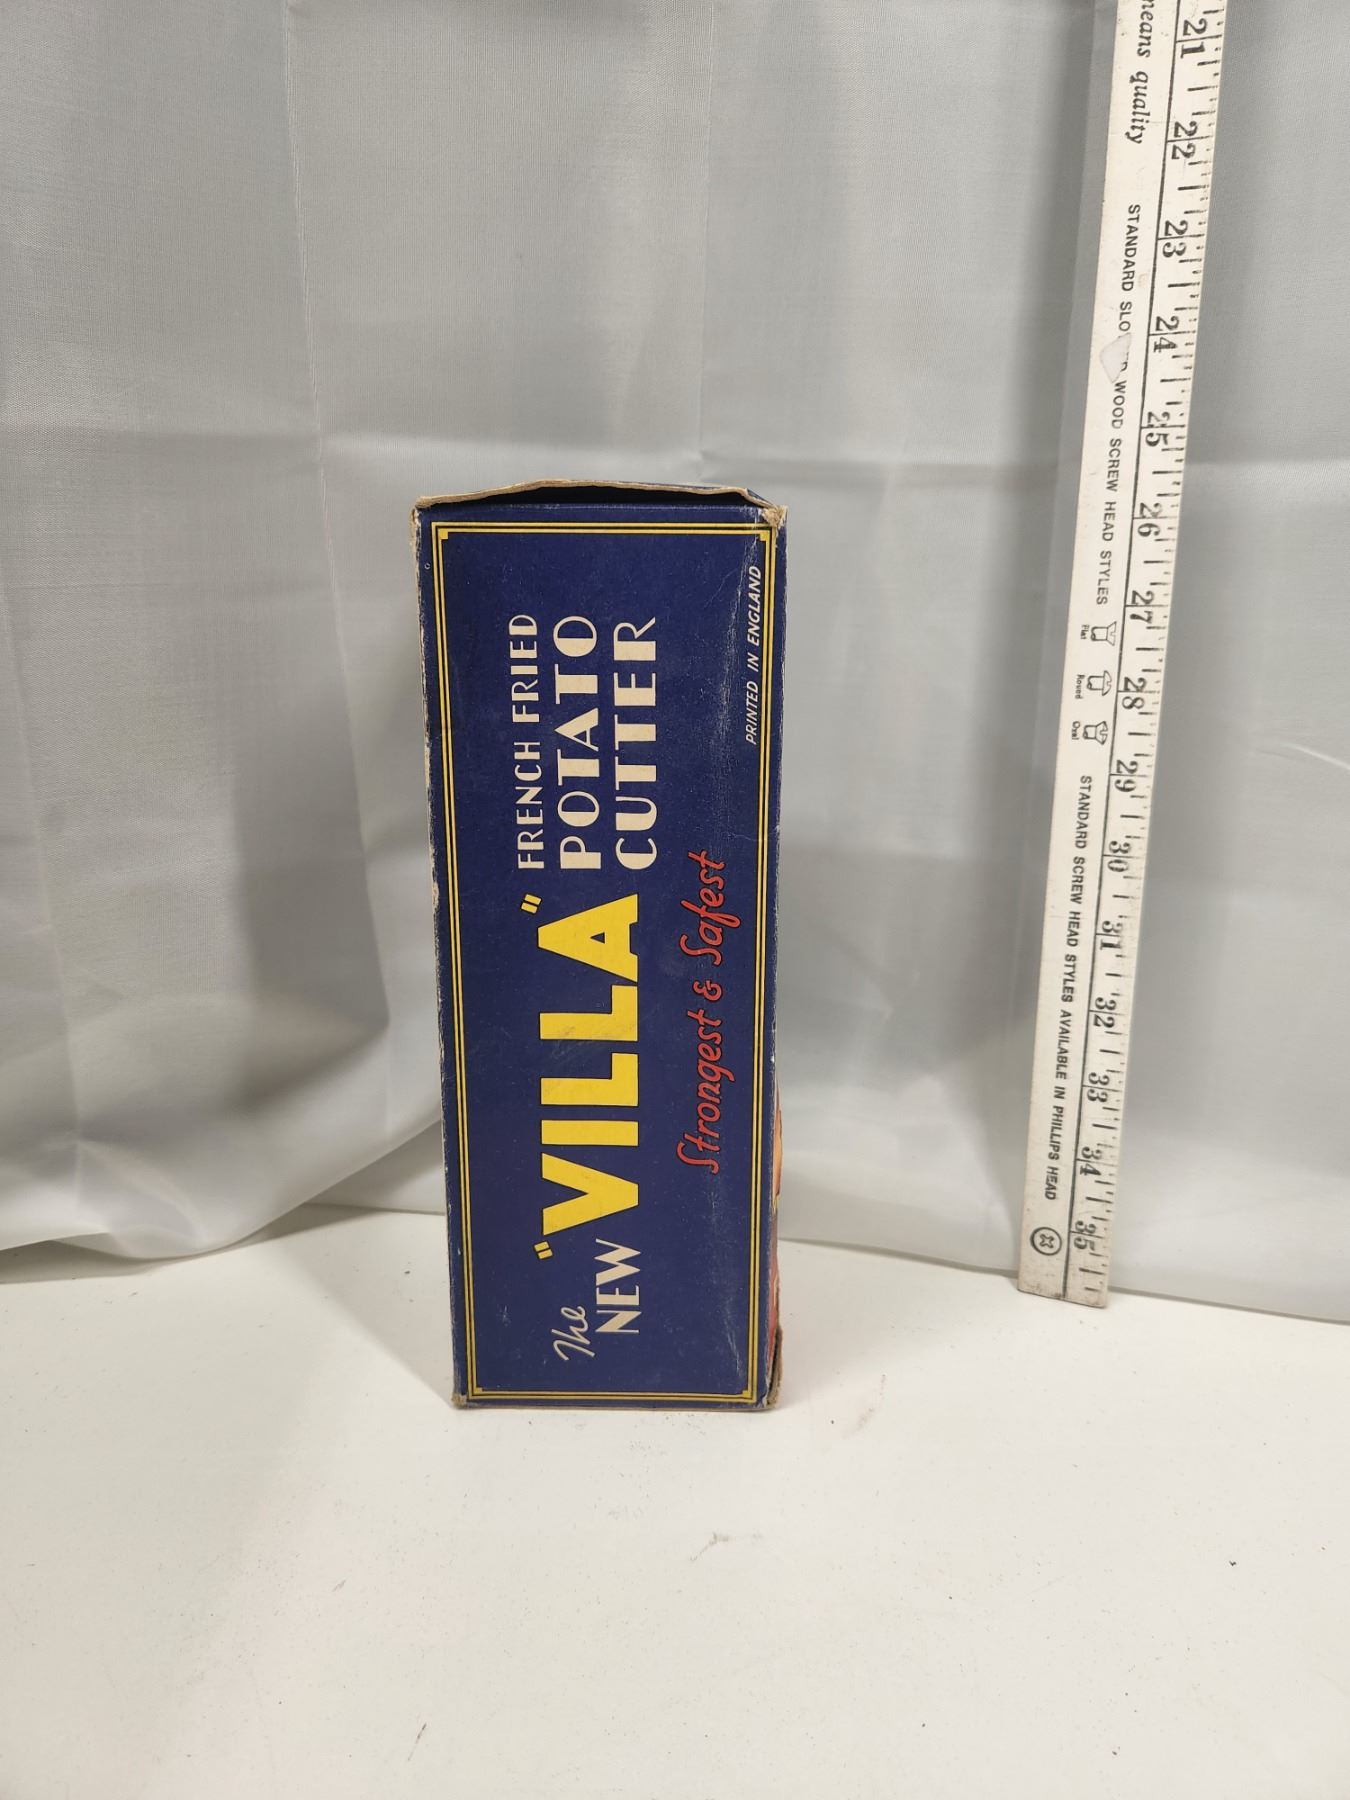 The
NEW
"VILLA"
FRENCH FRIED
POTATO
CUTTER
Strongest & Safest
PRINTED IN ENGLAND
means quality
STANDARD WOOD SCREW HEAD STYLES
Flat
Round
Oval
STANDARD SCREW HEAD STYLES AVAILABLE IN PHILLIPS HEAD
21 22 23 24 25 26 27 28 29 30 31 32 33 34 35